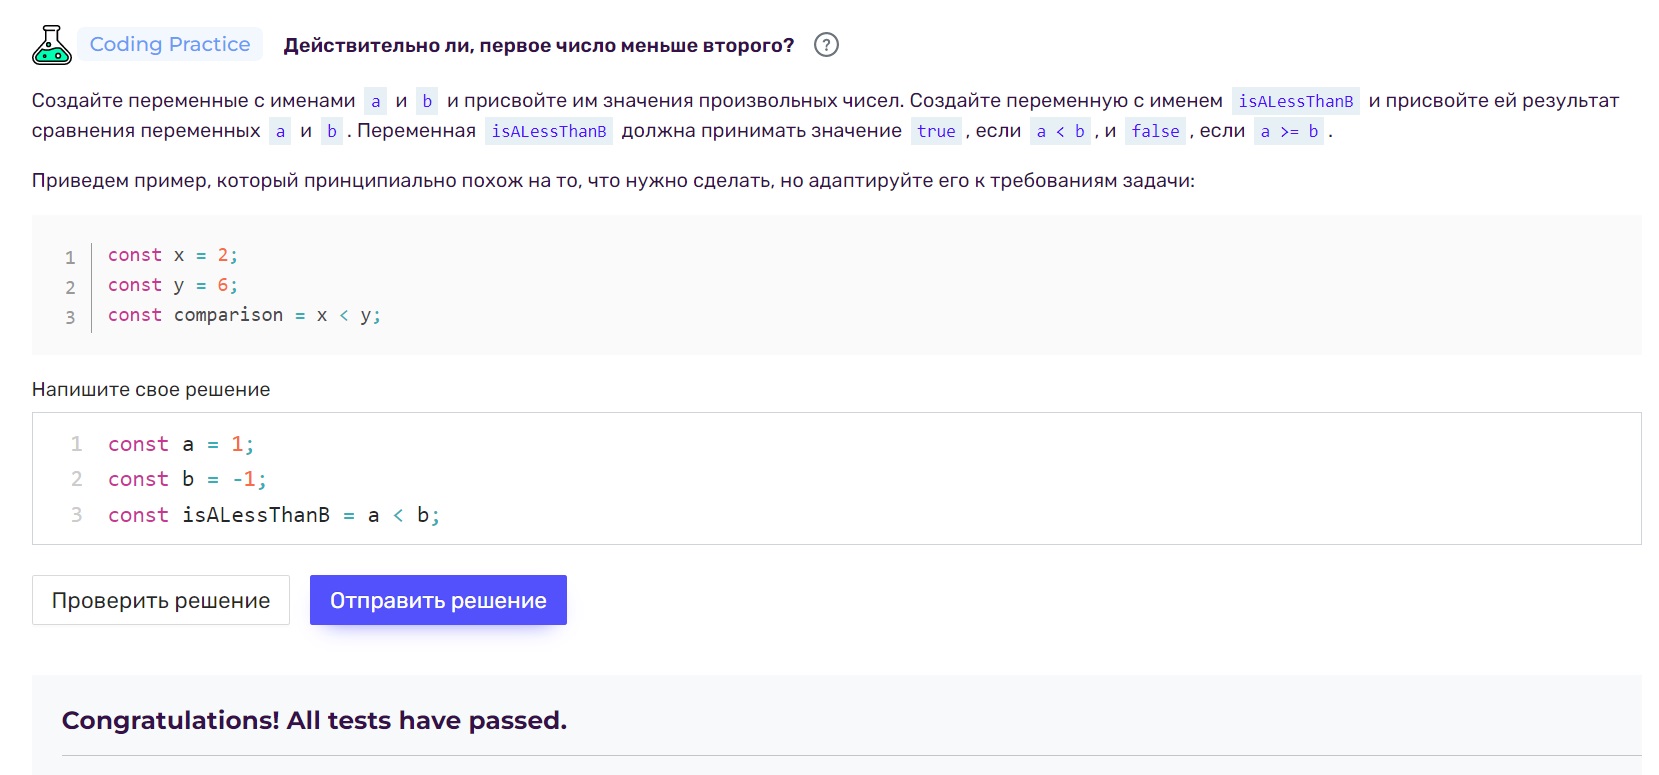 Coding Practice Действительно ли, первое число меньше второго? ?
Создайте переменные с именами a и b и присвойте им значения произвольных чисел. Создайте переменную с именем isALessThanB и присвойте ей результат
сравнения переменных a и b . Переменная isALessThanB должна принимать значение true , если a < b , и false , если a >= b .
Приведем пример, который принципиально похож на то, что нужно сделать, но адаптируйте его к требованиям задачи:
1 const x = 2;
2 const y = 6;
3 const comparison = x < y;
Напишите свое решение
1 const a = 1;
2 const b = -1;
3 const isALessThanB = a < b;
Проверить решение Отправить решение
Congratulations! All tests have passed.